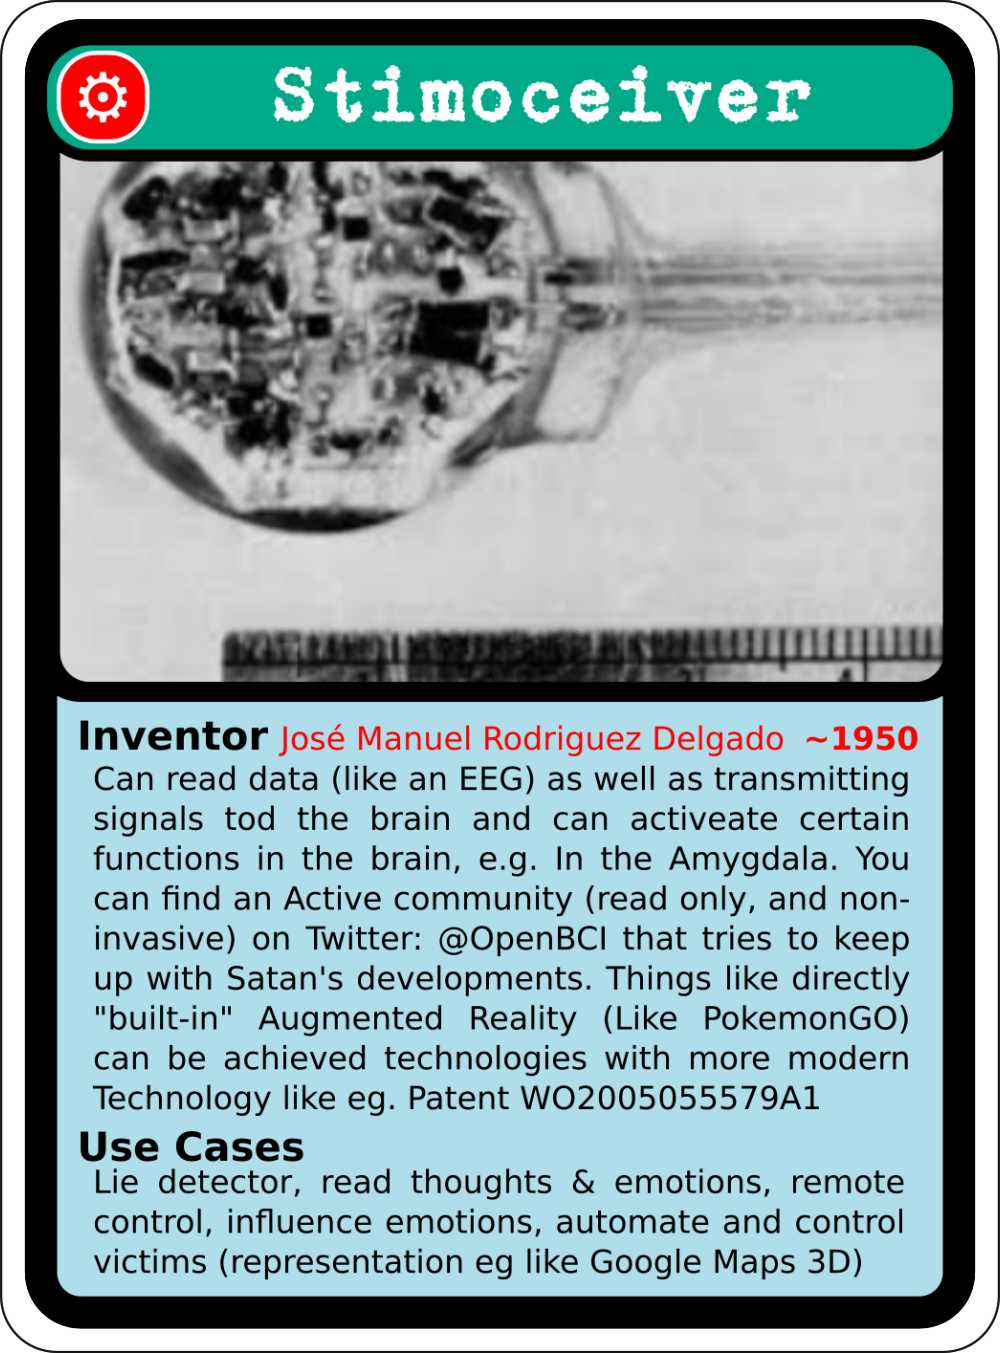 Stimoceiver
Inventor José Manuel Rodriguez Delgado ~1950
Can read data (like an EEG) as well as transmitting
signals tod the brain and can activeate certain
functions in the brain, e.g. In the Amygdala. You
can find an Active community (read only, and non-
invasive) on Twitter: @OpenBCI that tries to keep
up with Satan's developments. Things like directly
"built-in" Augmented Reality (Like PokemonGO)
can be achieved technologies with more modern
Technology like eg. Patent WO2005055579A1
Use Cases
Lie detector, read thoughts & emotions, remote
control, influence emotions, automate and control
victims (representation eg like Google Maps 3D)